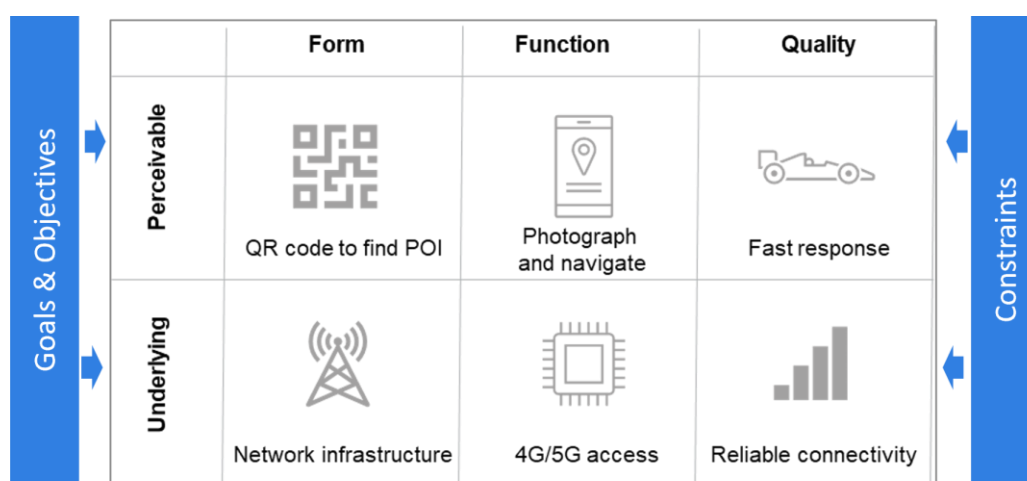 Goals & Objectives
Form
Function
Quality
Perceivable
QR code to find POI
Photograph
and navigate
Fast response
Underlying
Network infrastructure
4G/5G access
Reliable connectivity
Constraints